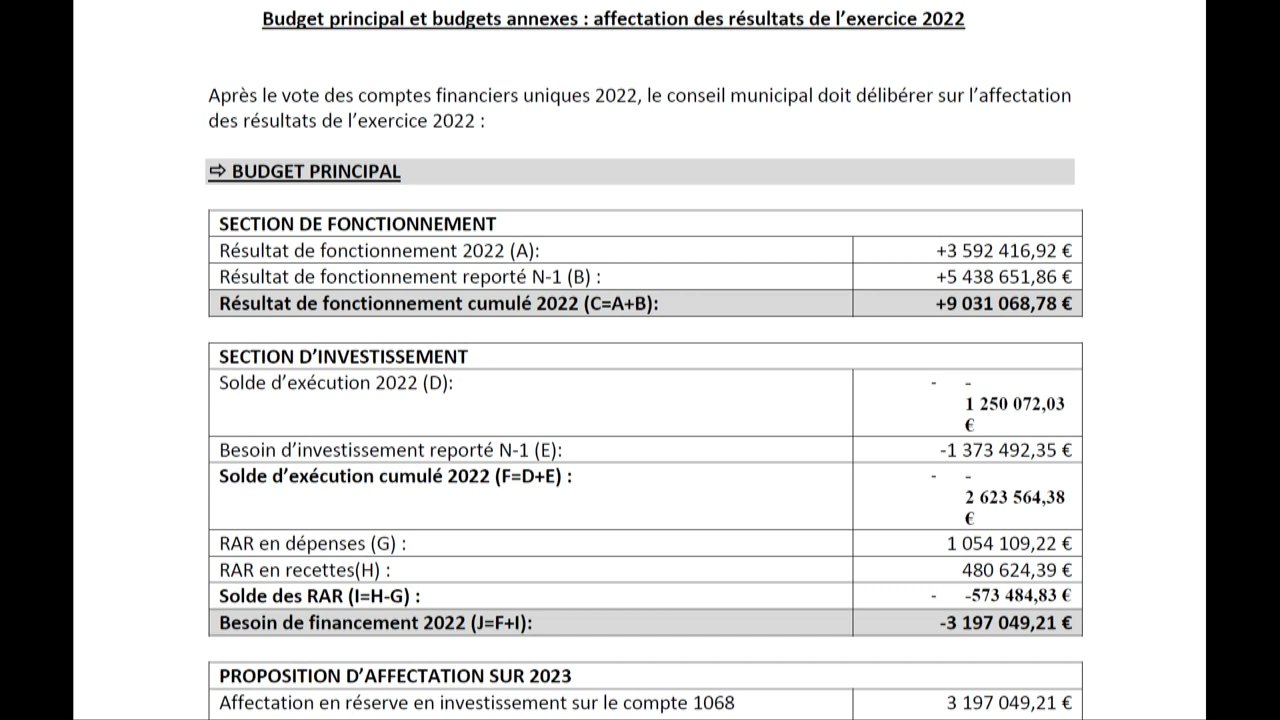 Budget principal et budgets annexes : affectation des résultats de l’exercice 2022
Après le vote des comptes financiers uniques 2022, le conseil municipal doit délibérer sur l’affectation
des résultats de l’exercice 2022 :
⇨ BUDGET PRINCIPAL
SECTION DE FONCTIONNEMENT
Résultat de fonctionnement 2022 (A): +3 592 416,92 €
Résultat de fonctionnement reporté N-1 (B) : +5 438 651,86 €
Résultat de fonctionnement cumulé 2022 (C=A+B): +9 031 068,78 €
SECTION D’INVESTISSEMENT
Solde d’exécution 2022 (D): - -
1 250 072,03
€
Besoin d’investissement reporté N-1 (E): -1 373 492,35 €
Solde d’exécution cumulé 2022 (F=D+E) : - -
2 623 564,38
€
RAR en dépenses (G) : 1 054 109,22 €
RAR en recettes(H) : 480 624,39 €
Solde des RAR (I=H-G) : - -573 484,83 €
Besoin de financement 2022 (J=F+I): -3 197 049,21 €
PROPOSITION D’AFFECTATION SUR 2023
Affectation en réserve en investissement sur le compte 1068 3 197 049,21 €